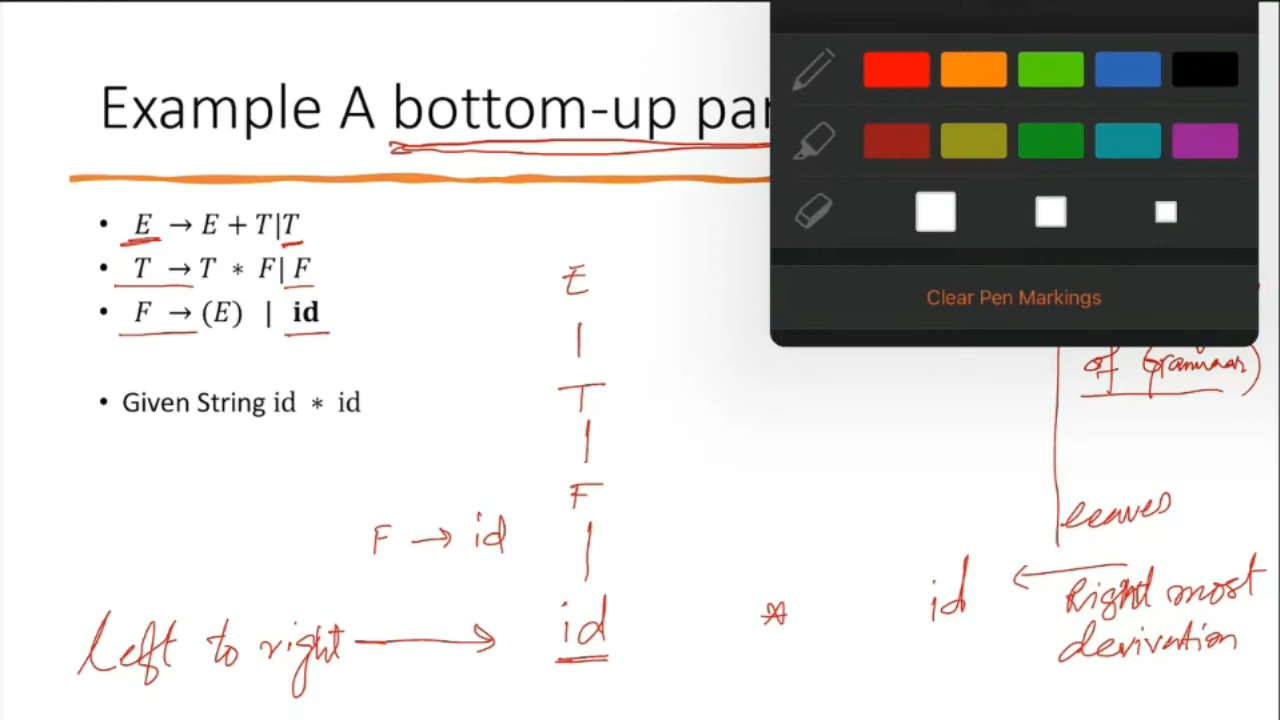 Example A bottom-up par
• E → E + T|T
• T → T * F| F
• F → (E) | id
• Given String id * id
Clear Pen Markings
of Grammar)
E
T
F
F → id
leaves
id * id
Right most
derivation
left to right